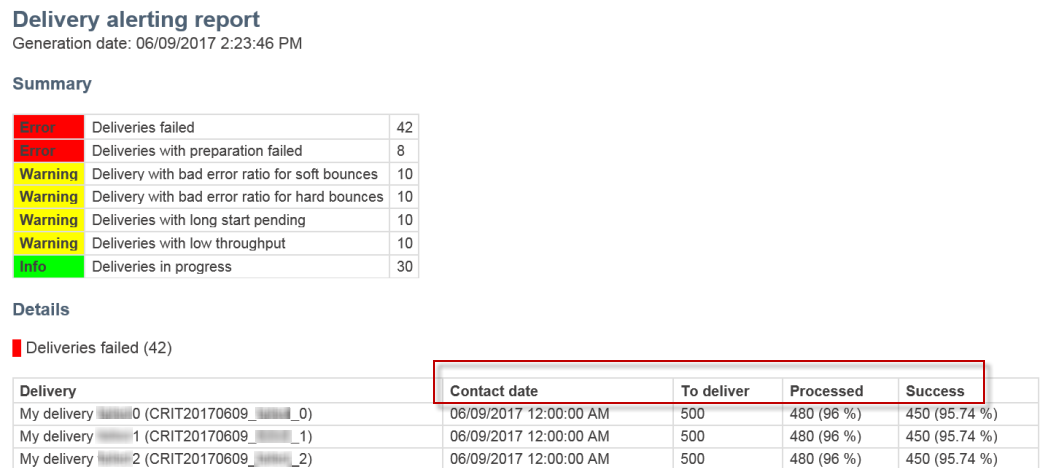 Delivery alerting report
Generation date: 06/09/2017 2:23:46 PM
Summary
Error Deliveries failed 42
Error Deliveries with preparation failed 8
Warning Delivery with bad error ratio for soft bounces 10
Warning Delivery with bad error ratio for hard bounces 10
Warning Deliveries with long start pending 10
Warning Deliveries with low throughput 10
Info Deliveries in progress 30
Details
Deliveries failed (42)
Delivery Contact date To deliver Processed Success
My delivery 0 (CRIT20170609_ _0) 06/09/2017 12:00:00 AM 500 480 (96 %) 450 (95.74 %)
My delivery 1 (CRIT20170609_ _1) 06/09/2017 12:00:00 AM 500 480 (96 %) 450 (95.74 %)
My delivery 2 (CRIT20170609_ _2) 06/09/2017 12:00:00 AM 500 480 (96 %) 450 (95.74 %)